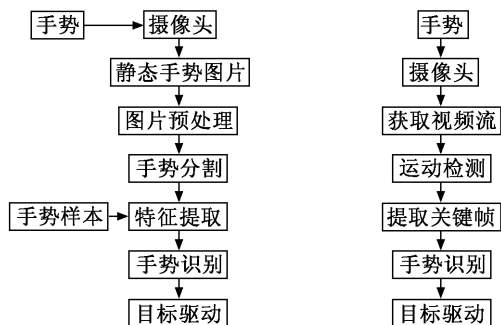 手势
摄像头
静态手势图片
图片预处理
手势分割
手势样本
特征提取
手势识别
目标驱动
手势
摄像头
获取视频流
运动检测
提取关键帧
手势识别
目标驱动